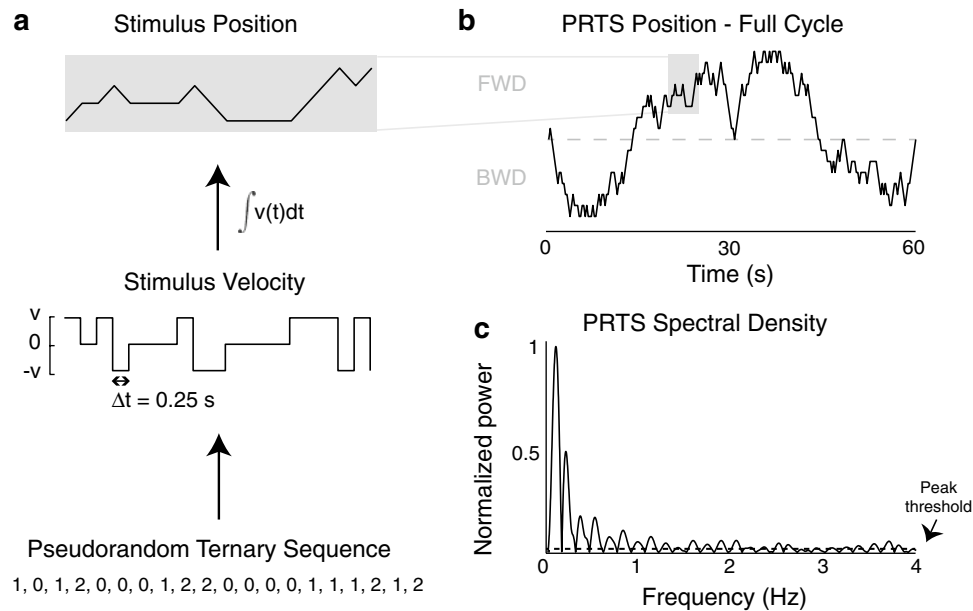 a
Stimulus Position
∫v(t)dt
Stimulus Velocity
v
0
-v
Δt = 0.25 s
Pseudorandom Ternary Sequence
1, 0, 1, 2, 0, 0, 0, 1, 2, 2, 0, 0, 0, 0, 1, 1, 1, 2, 1, 2
b
PRTS Position - Full Cycle
FWD
BWD
0
30
60
Time (s)
c
PRTS Spectral Density
1
0.5
Normalized power
Peak
threshold
0
1
2
3
4
Frequency (Hz)